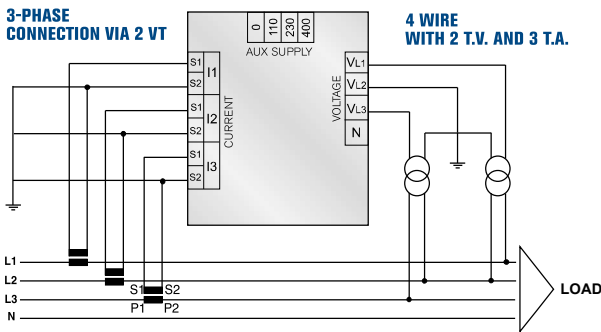 3-PHASE
CONNECTION VIA 2 VT
0 110 230 400
AUX SUPPLY
4 WIRE
WITH 2 T.V. AND 3 T.A.
S1
I1
S2
S1
I2
S2
S1
I3
S2
CURRENT
VOLTAGE
VL1
VL2
VL3
N
L1
L2
S1 S2
L3
P1 P2
N
LOAD